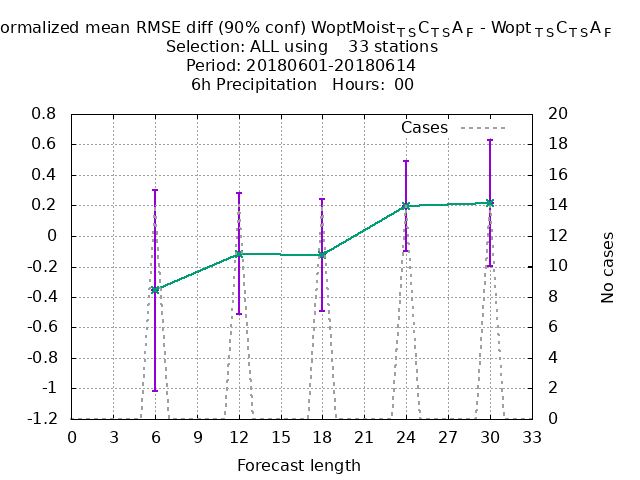 ormalized mean RMSE diff (90% conf) WoptMoist_TSC_TSA_F - Wopt_TSC_TSA_F
Selection: ALL using 33 stations
Period: 20180601-20180614
6h Precipitation Hours: 00
Cases
0.8
0.6
0.4
0.2
0
-0.2
-0.4
-0.6
-0.8
-1
-1.2
20
18
16
14
12
10
8
6
4
2
0
No cases
0 3 6 9 12 15 18 21 24 27 30 33
Forecast length